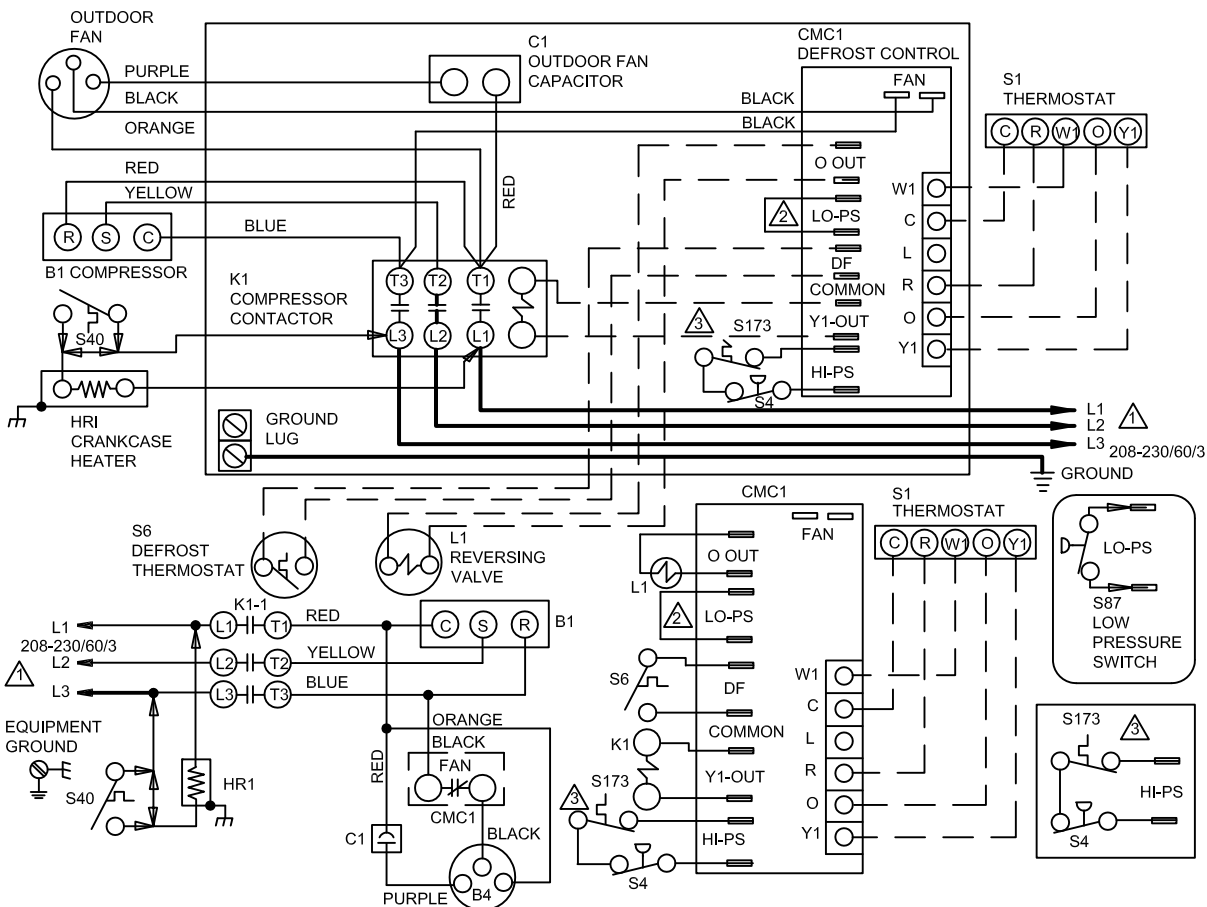 OUTDOOR
FAN
PURPLE
BLACK
ORANGE
RED
YELLOW
BLUE
R S C
B1 COMPRESSOR
S40
HRI
CRANKCASE
HEATER
C1
OUTDOOR FAN
CAPACITOR
BLACK
BLACK
RED
K1
COMPRESSOR
CONTACTOR
T3 T2 T1
L3 L2 L1
GROUND
LUG
CMC1
DEFROST CONTROL
FAN
O OUT
2
LO-PS
DF
COMMON
Y1-OUT
3
S173
HI-PS
S4
W1
C
L
R
O
Y1
S1
THERMOSTAT
C R W1 O Y1
L1
L2
L3
1
208-230/60/3
GROUND
S6
DEFROST
THERMOSTAT
L1
REVERSING
VALVE
L1
208-230/60/3
L2
1
L3
K1-1
L1 T1
L2 T2
L3 T3
RED
YELLOW
BLUE
C S R
B1
EQUIPMENT
GROUND
S40
HR1
ORANGE
BLACK
RED
FAN
CMC1
C1
BLACK
B4
PURPLE
CMC1
FAN
O OUT
L1
2
LO-PS
S6
DF
COMMON
K1
Y1-OUT
S173
3
HI-PS
S4
W1
C
L
R
O
Y1
S1
THERMOSTAT
C R W1 O Y1
LO-PS
S87
LOW
PRESSURE
SWITCH
S173
3
HI-PS
S4